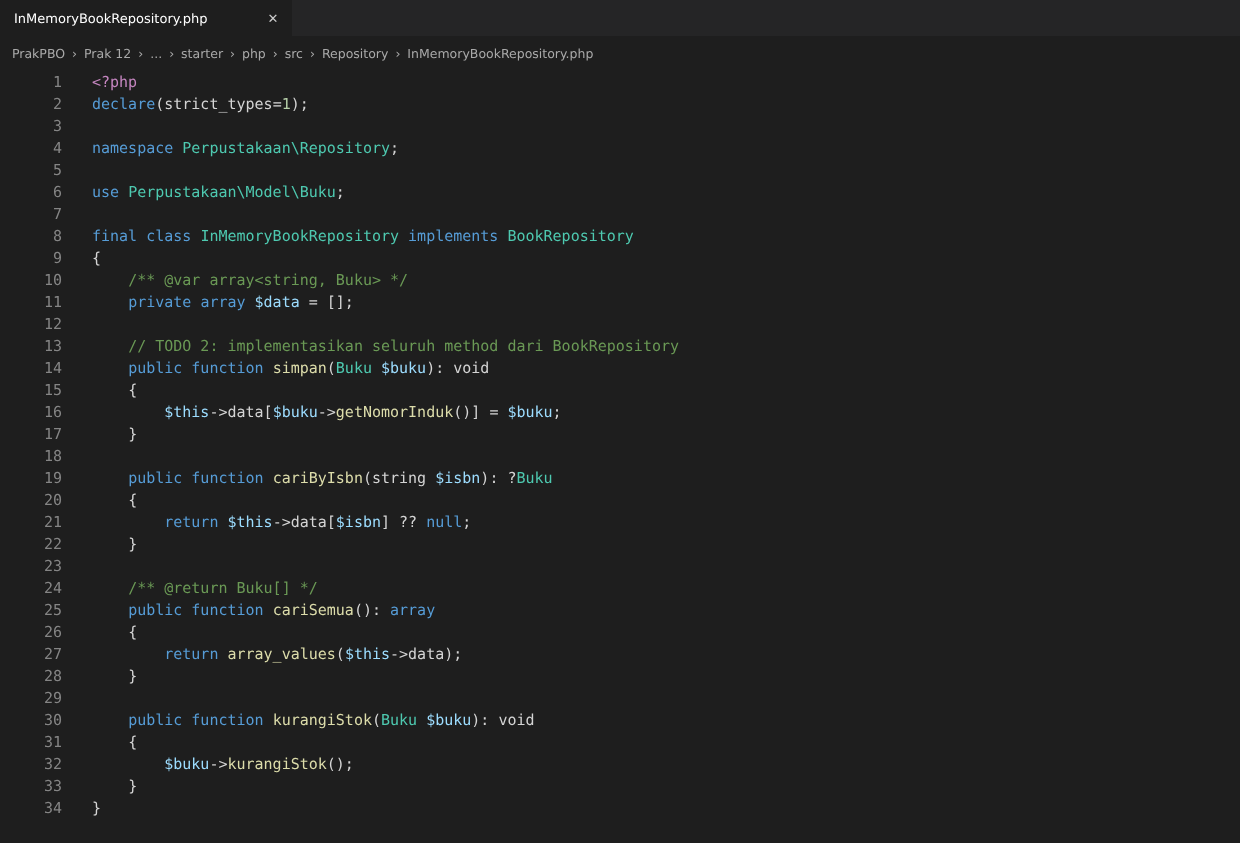 InMemoryBookRepository.php ×
PrakPBO › Prak 12 › ... › starter › php › src › Repository › InMemoryBookRepository.php
1 <?php
2 declare(strict_types=1);
3
4 namespace Perpustakaan\Repository;
5
6 use Perpustakaan\Model\Buku;
7
8 final class InMemoryBookRepository implements BookRepository
9 {
10     /** @var array<string, Buku> */
11     private array $data = [];
12
13     // TODO 2: implementasikan seluruh method dari BookRepository
14     public function simpan(Buku $buku): void
15     {
16         $this->data[$buku->getNomorInduk()] = $buku;
17     }
18
19     public function cariByIsbn(string $isbn): ?Buku
20     {
21         return $this->data[$isbn] ?? null;
22     }
23
24     /** @return Buku[] */
25     public function cariSemua(): array
26     {
27         return array_values($this->data);
28     }
29
30     public function kurangiStok(Buku $buku): void
31     {
32         $buku->kurangiStok();
33     }
34 }